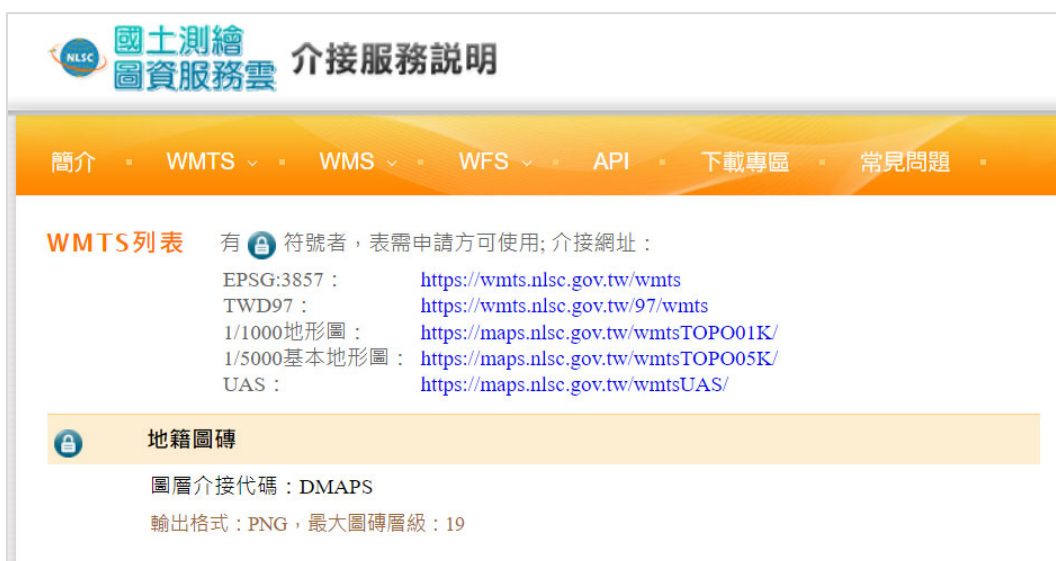 NLSC
國土測繪
圖資服務雲
介接服務説明
簡介 WMTS WMS WFS API 下載專區 常見問題
WMTS列表 有 符號者，表需申請方可使用; 介接網址：
EPSG:3857： https://wmts.nlsc.gov.tw/wmts
TWD97： https://wmts.nlsc.gov.tw/97/wmts
1/1000地形圖： https://maps.nlsc.gov.tw/wmtsTOPO01K/
1/5000基本地形圖： https://maps.nlsc.gov.tw/wmtsTOPO05K/
UAS： https://maps.nlsc.gov.tw/wmtsUAS/
地籍圖磚
圖層介接代碼：DMAPS
輸出格式：PNG，最大圖磚層級：19